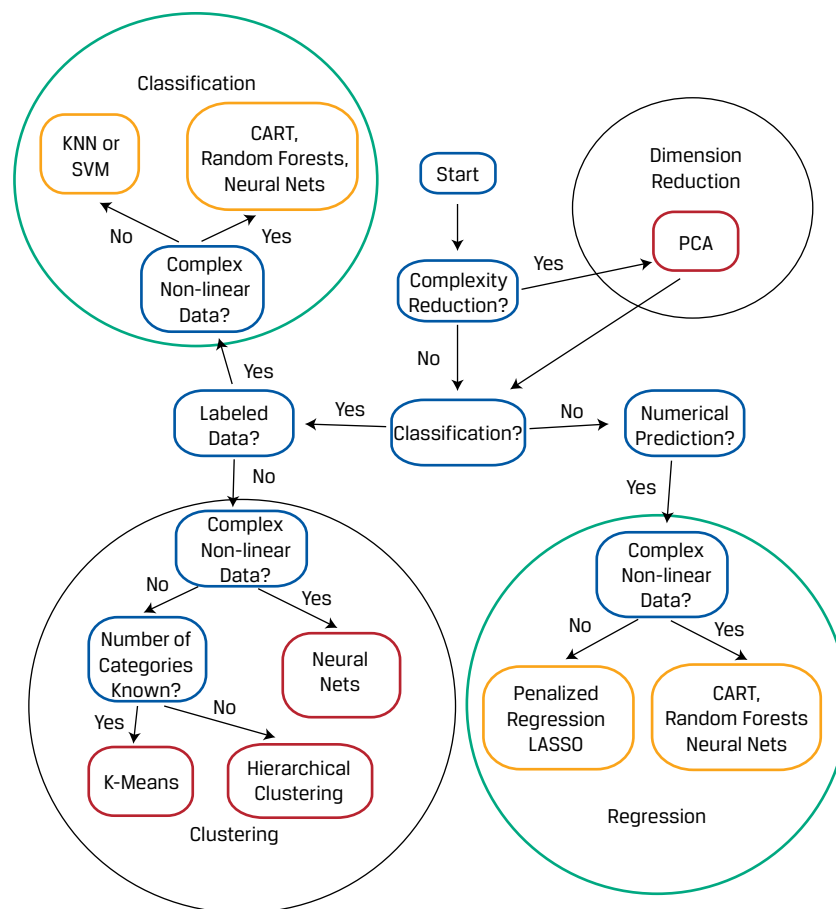 Classification
KNN or
SVM
CART,
Random Forests,
Neural Nets
No
Yes
Complex
Non-linear
Data?
Start
Dimension
Reduction
PCA
Complexity
Reduction?
Yes
No
Yes
Labeled
Data?
Yes
Classification?
No
Numerical
Prediction?
No
Yes
Complex
Non-linear
Data?
No
Yes
Number of
Categories
Known?
Neural
Nets
Yes
No
K-Means
Hierarchical
Clustering
Clustering
Complex
Non-linear
Data?
No
Yes
Penalized
Regression
LASSO
CART,
Random Forests
Neural Nets
Regression